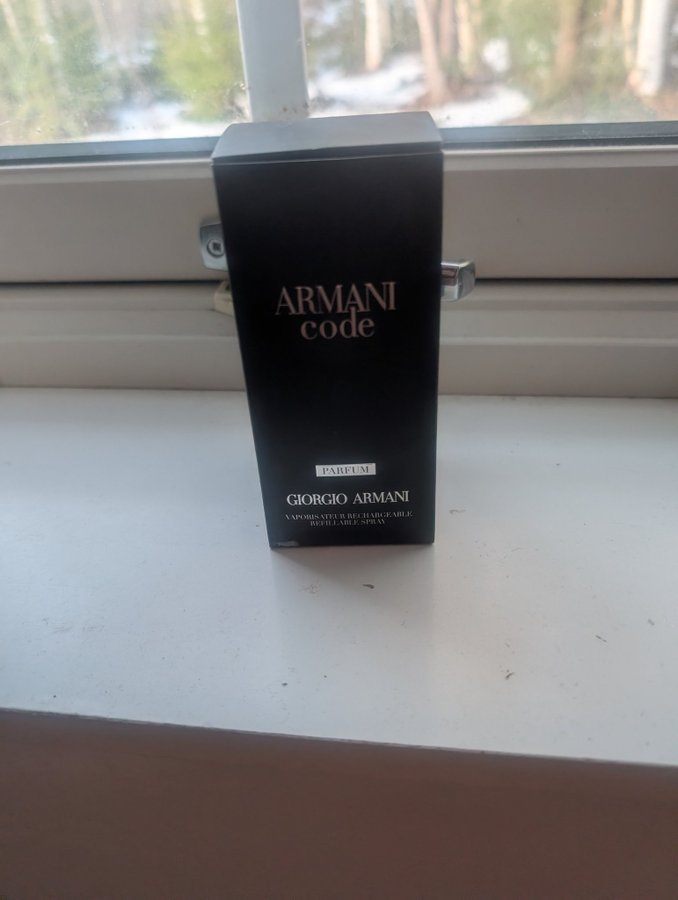 ARMANI
code
PARFUM
GIORGIO ARMANI
VAPORISATEUR RECHARGEABLE
REFILLABLE SPRAY